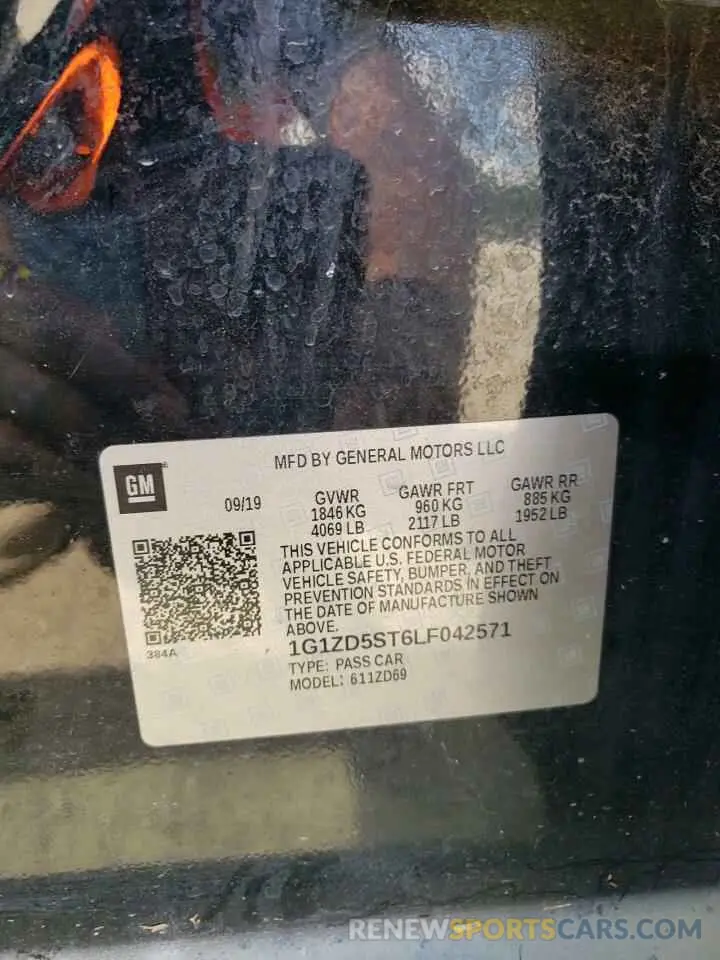 MFD BY GENERAL MOTORS LLC
GM
09/19
GVWR GAWR FRT GAWR RR
1846 KG 960 KG 885 KG
4069 LB 2117 LB 1952 LB
THIS VEHICLE CONFORMS TO ALL
APPLICABLE U.S. FEDERAL MOTOR
VEHICLE SAFETY, BUMPER, AND THEFT
PREVENTION STANDARDS IN EFFECT ON
THE DATE OF MANUFACTURE SHOWN
ABOVE.
384A
1G1ZD5ST6LF042571
TYPE: PASS CAR
MODEL: 611ZD69
RENEWSPORTSCARS.COM